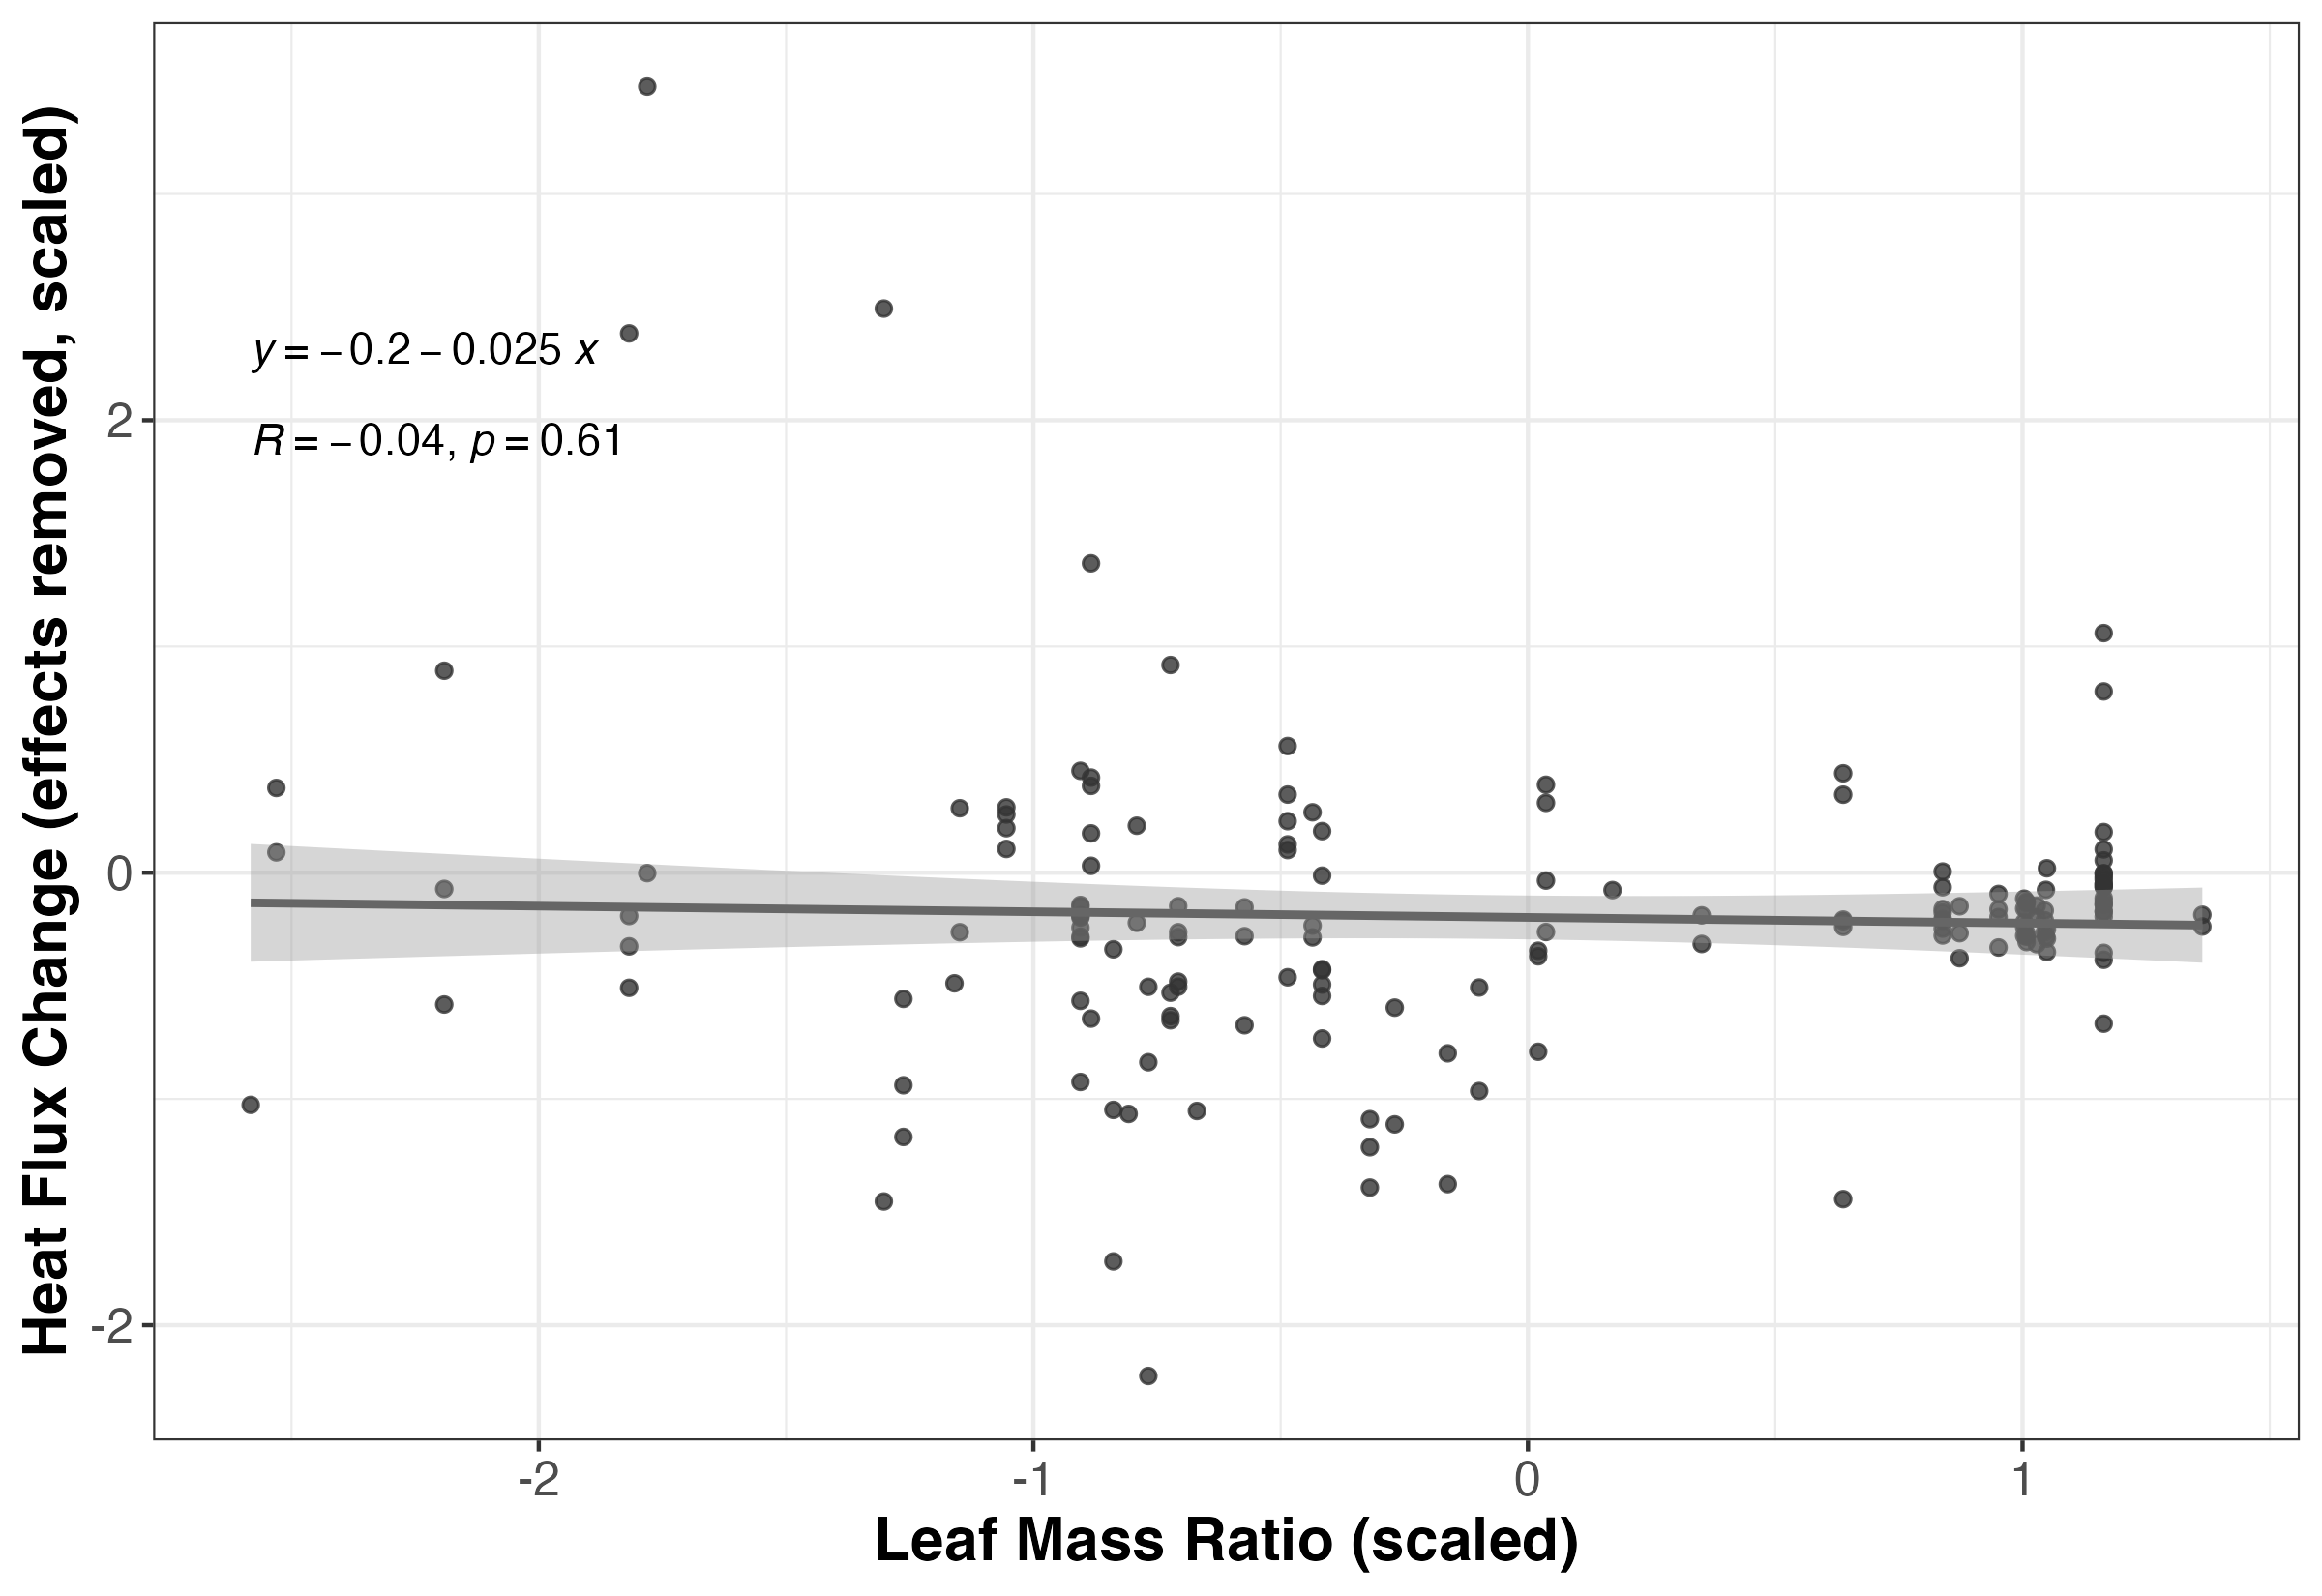 Heat Flux Change (effects removed, scaled)
y = −0.2 − 0.025 x
R = −0.04, p = 0.61
2
0
-2
-2 -1 0 1
Leaf Mass Ratio (scaled)